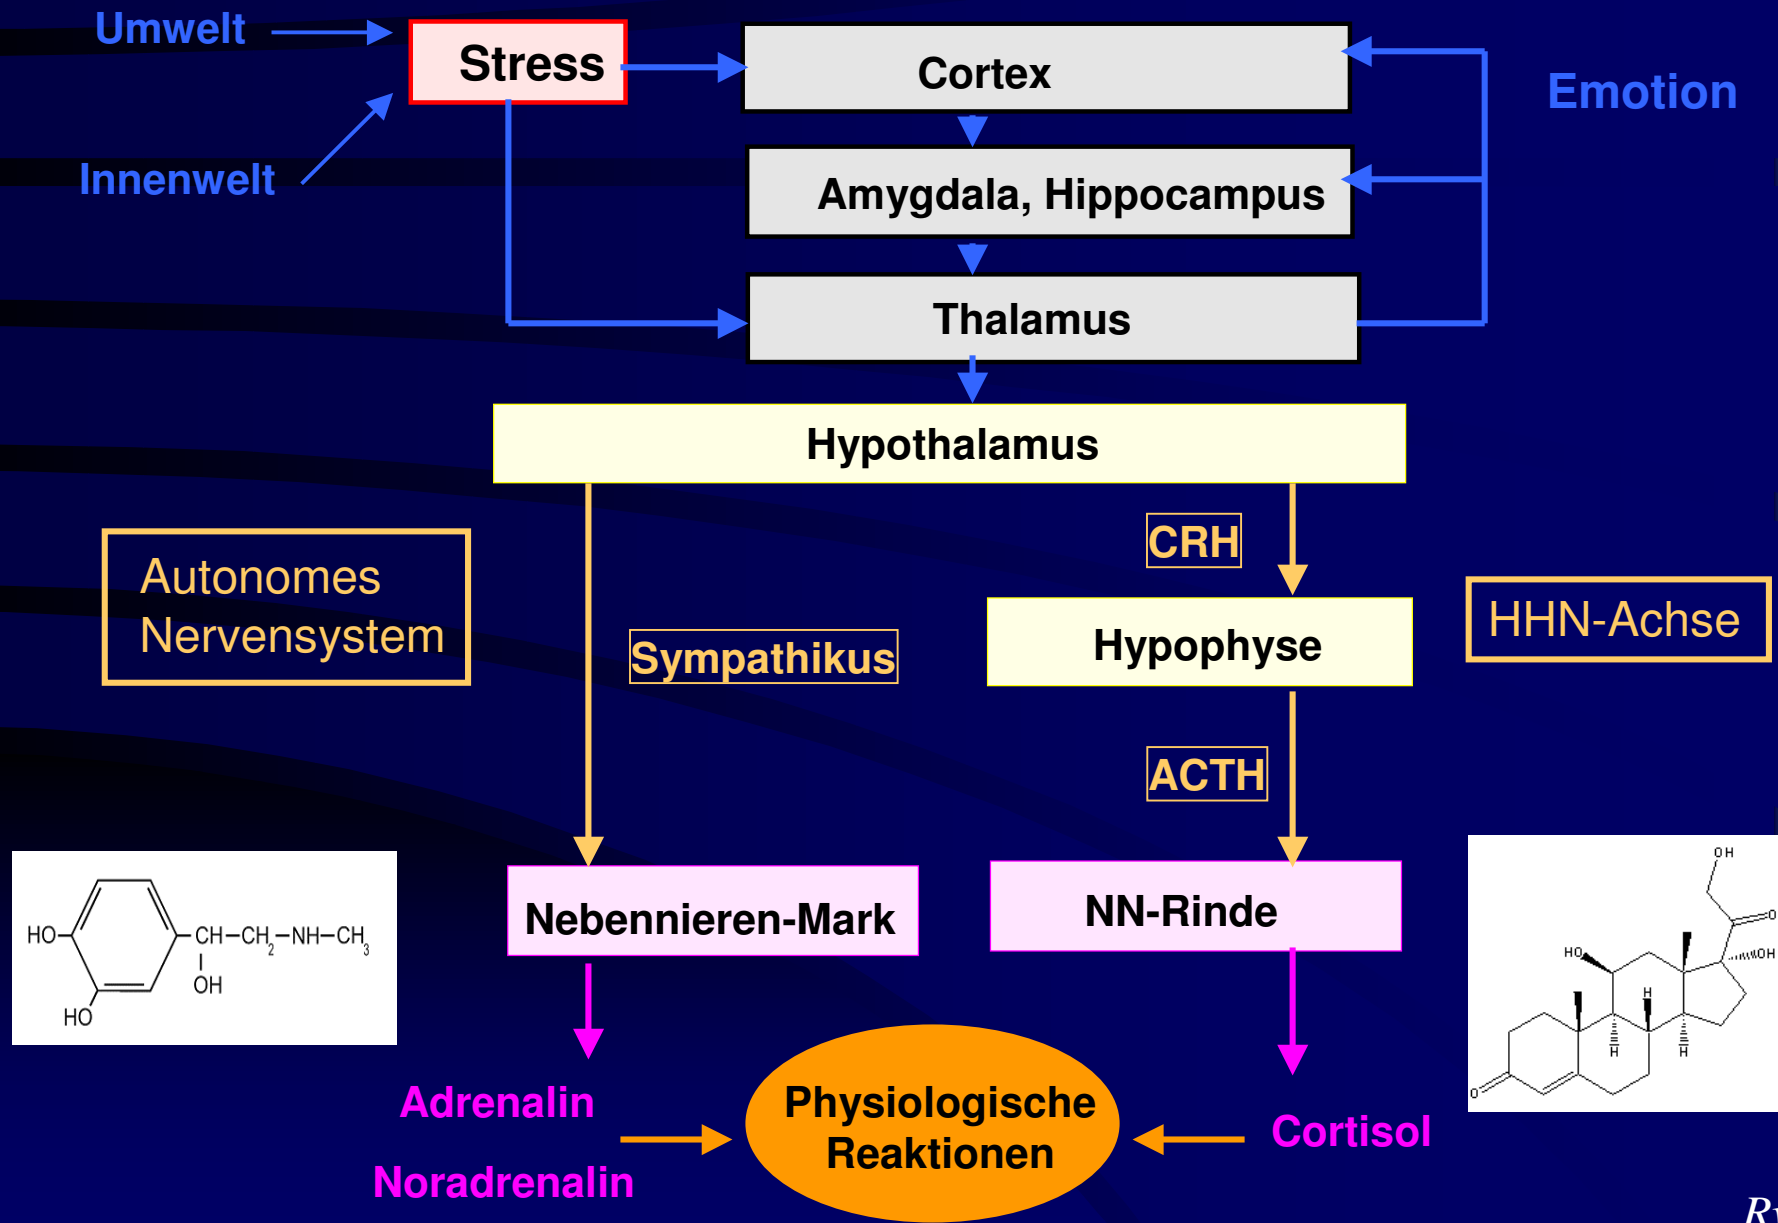 Umwelt
Stress
Cortex
Emotion
Innenwelt
Amygdala, Hippocampus
Thalamus
Hypothalamus
CRH
Autonomes
Nervensystem
HHN-Achse
Sympathikus
Hypophyse
ACTH
Nebennieren-Mark
NN-Rinde
HO
CH-CH2-NH-CH3
OH
HO
OH
O
HO
OH
H
H
H
O
Adrenalin
Noradrenalin
Physiologische
Reaktionen
Cortisol